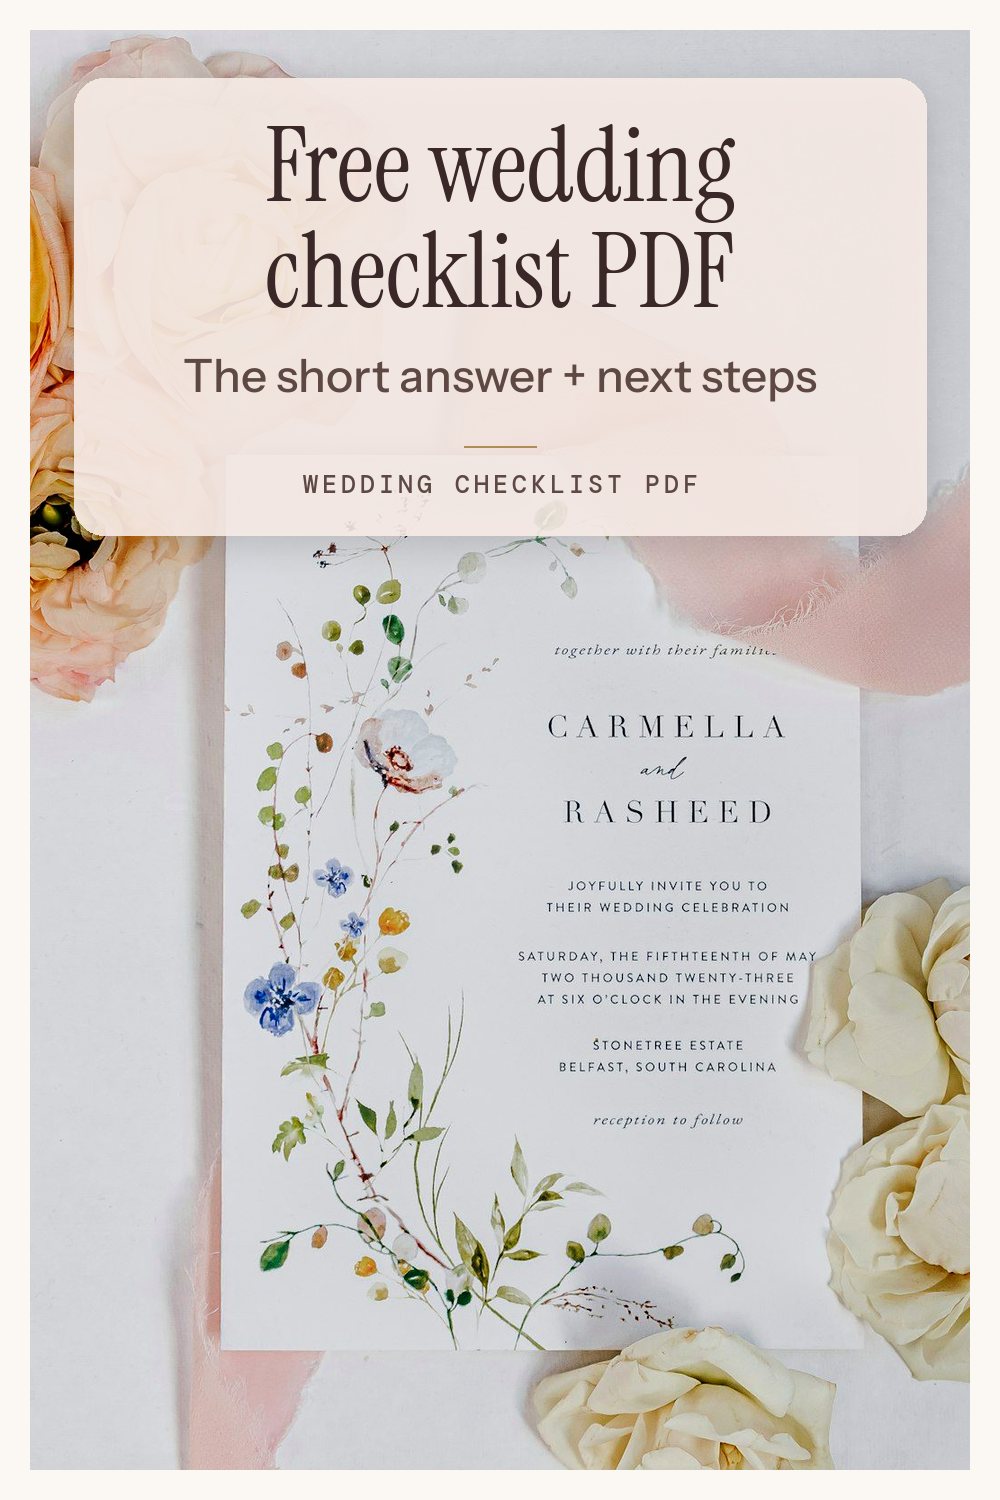 Free wedding
checklist PDF
The short answer + next steps
WEDDING CHECKLIST PDF
together with their
CARMELLA
and
RASHEED
JOYFULLY INVITE YOU TO
THEIR WEDDING CELEBRATION
SATURDAY, THE FIFTHTEENTH OF MAY
TWO THOUSAND TWENTY-THREE
AT SIX O'CLOCK IN THE EVENING
STONETREE ESTATE
BELFAST, SOUTH CAROLINA
reception to follow